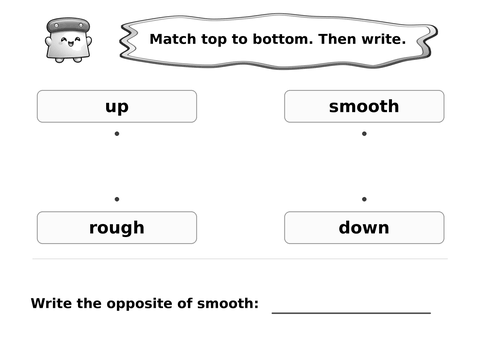 Match top to bottom. Then write.
up
smooth
rough
down
Write the opposite of smooth: